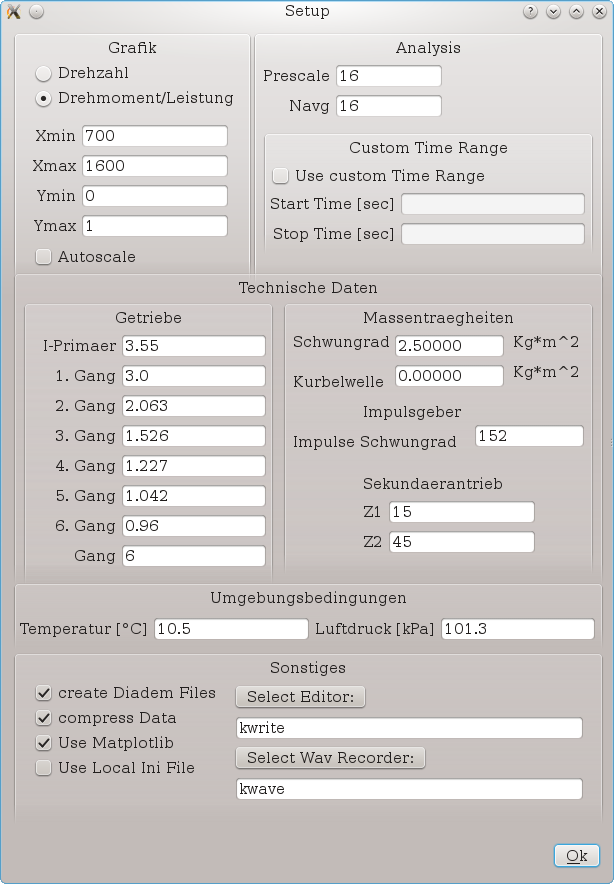 Setup
Grafik
Drehzahl
Drehmoment/Leistung
Xmin 700
Xmax 1600
Ymin 0
Ymax 1
Autoscale
Analysis
Prescale 16
Navg 16
Custom Time Range
Use custom Time Range
Start Time [sec]
Stop Time [sec]
Technische Daten
Getriebe
I-Primaer 3.55
1. Gang 3.0
2. Gang 2.063
3. Gang 1.526
4. Gang 1.227
5. Gang 1.042
6. Gang 0.96
Gang 6
Massentraegheiten
Schwungrad 2.50000 Kg*m^2
Kurbelwelle 0.00000 Kg*m^2
Impulsgeber
Impulse Schwungrad 152
Sekundaerantrieb
Z1 15
Z2 45
Umgebungsbedingungen
Temperatur [°C] 10.5 Luftdruck [kPa] 101.3
Sonstiges
create Diadem Files
compress Data
Use Matplotlib
Use Local Ini File
Select Editor:
kwrite
Select Wav Recorder:
kwave
Ok